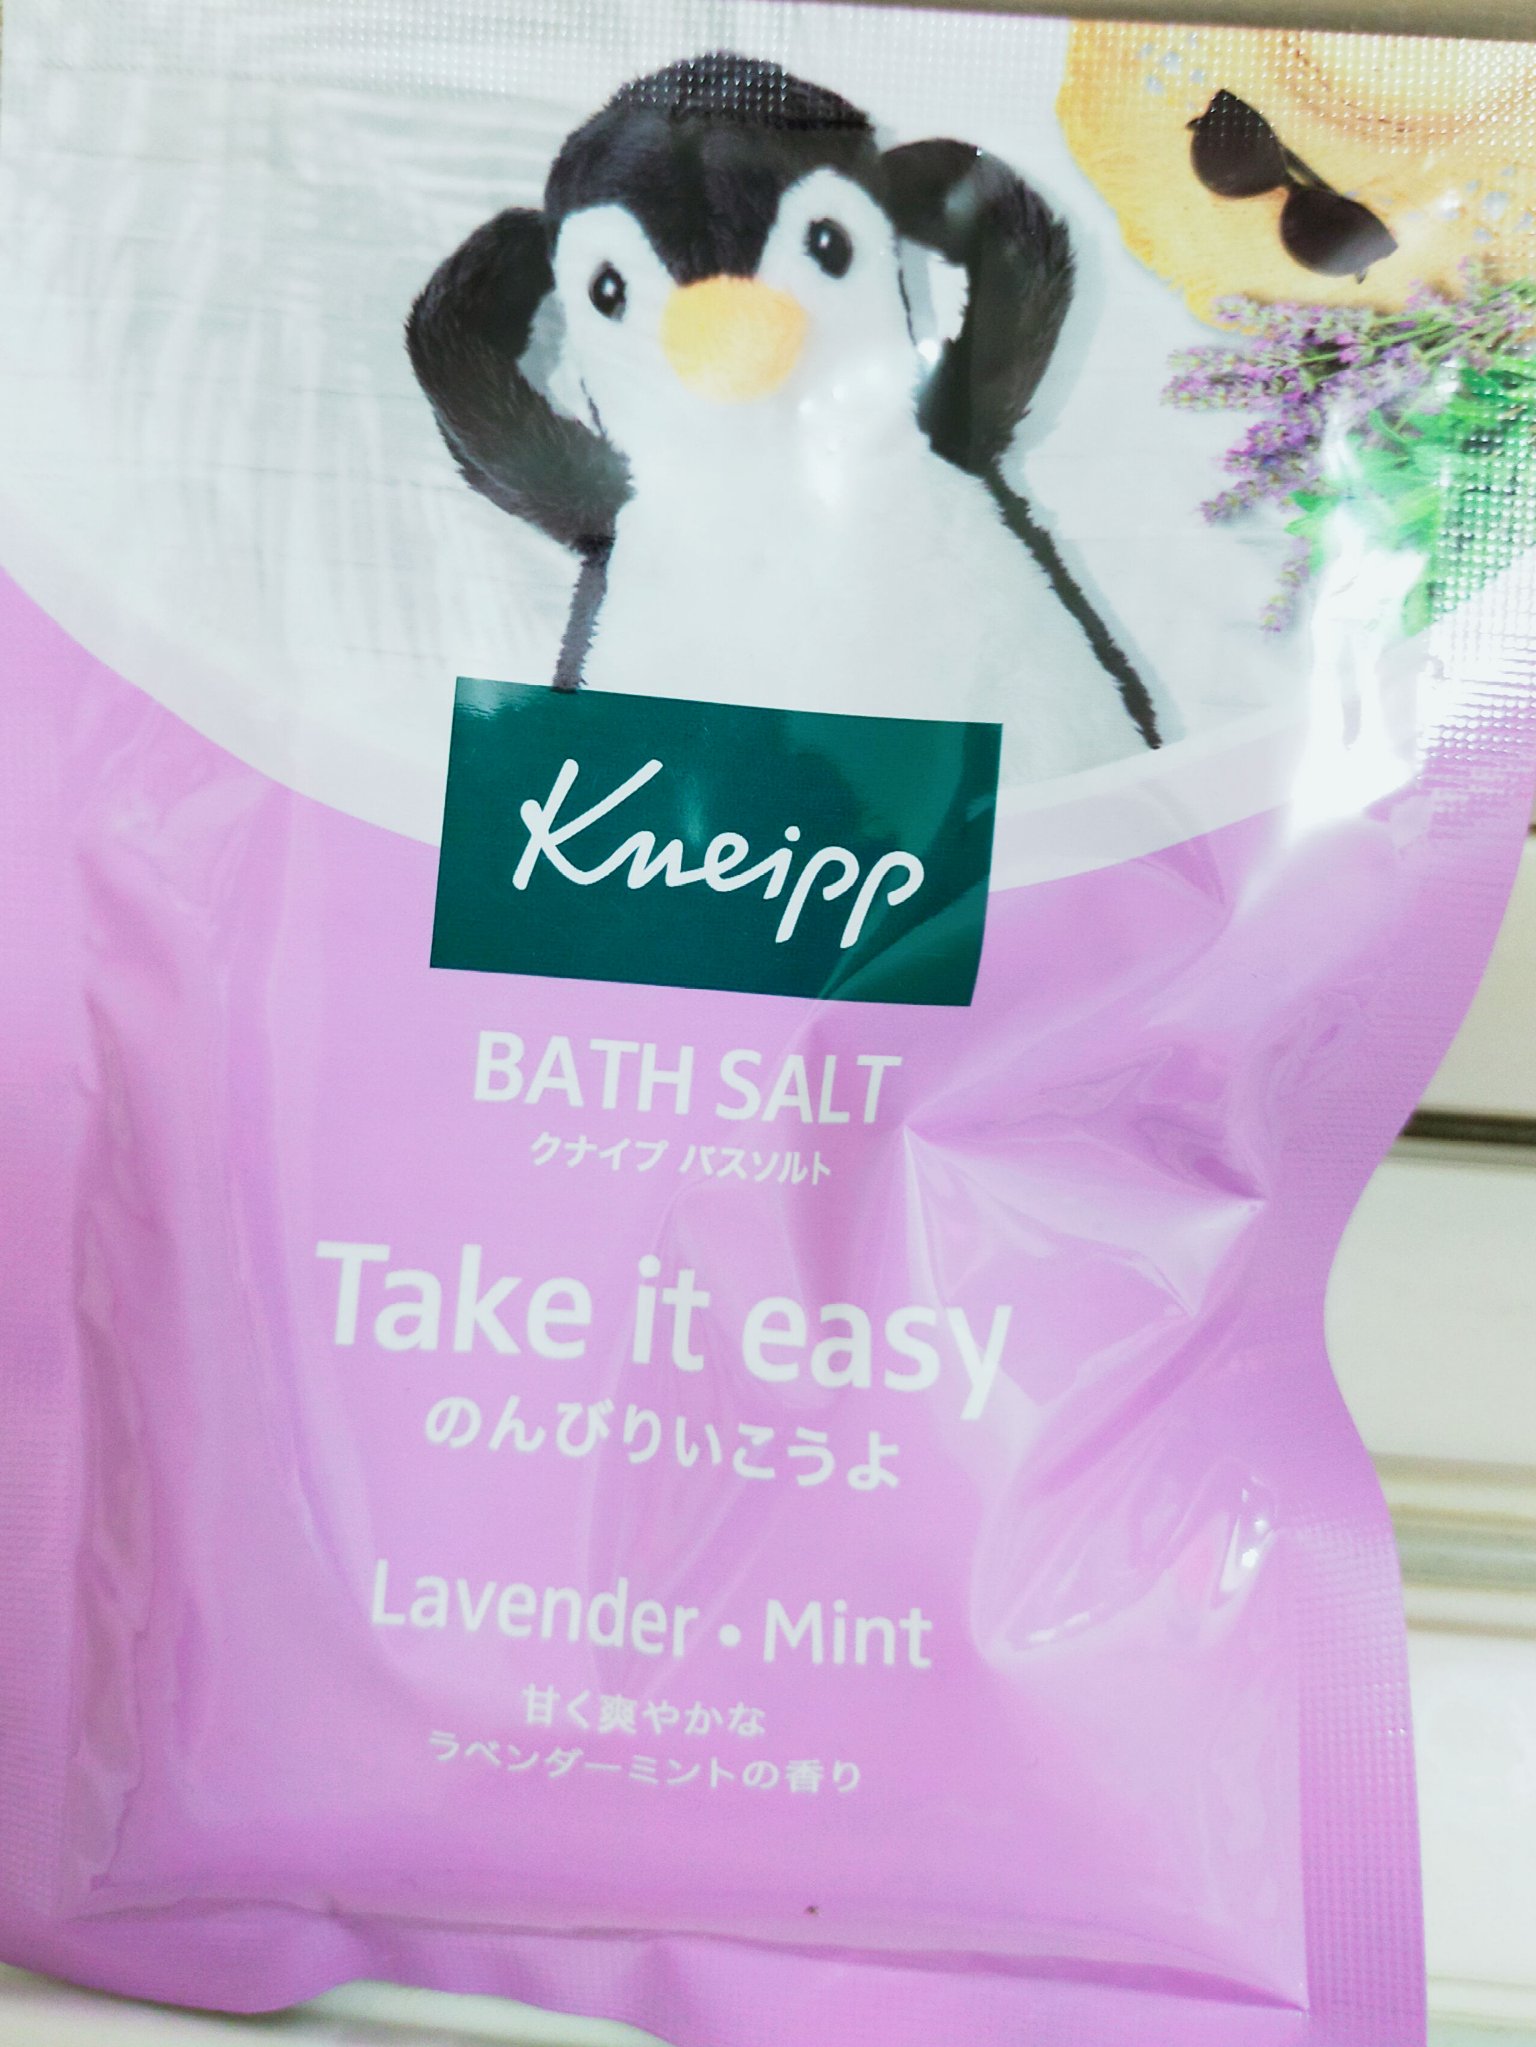 Kneipp
BATH SALT
クナイプ バスソルト
Take it easy
のんびりいこうよ
Lavender・Mint
甘く爽やかな
ラベンダーミントの香り